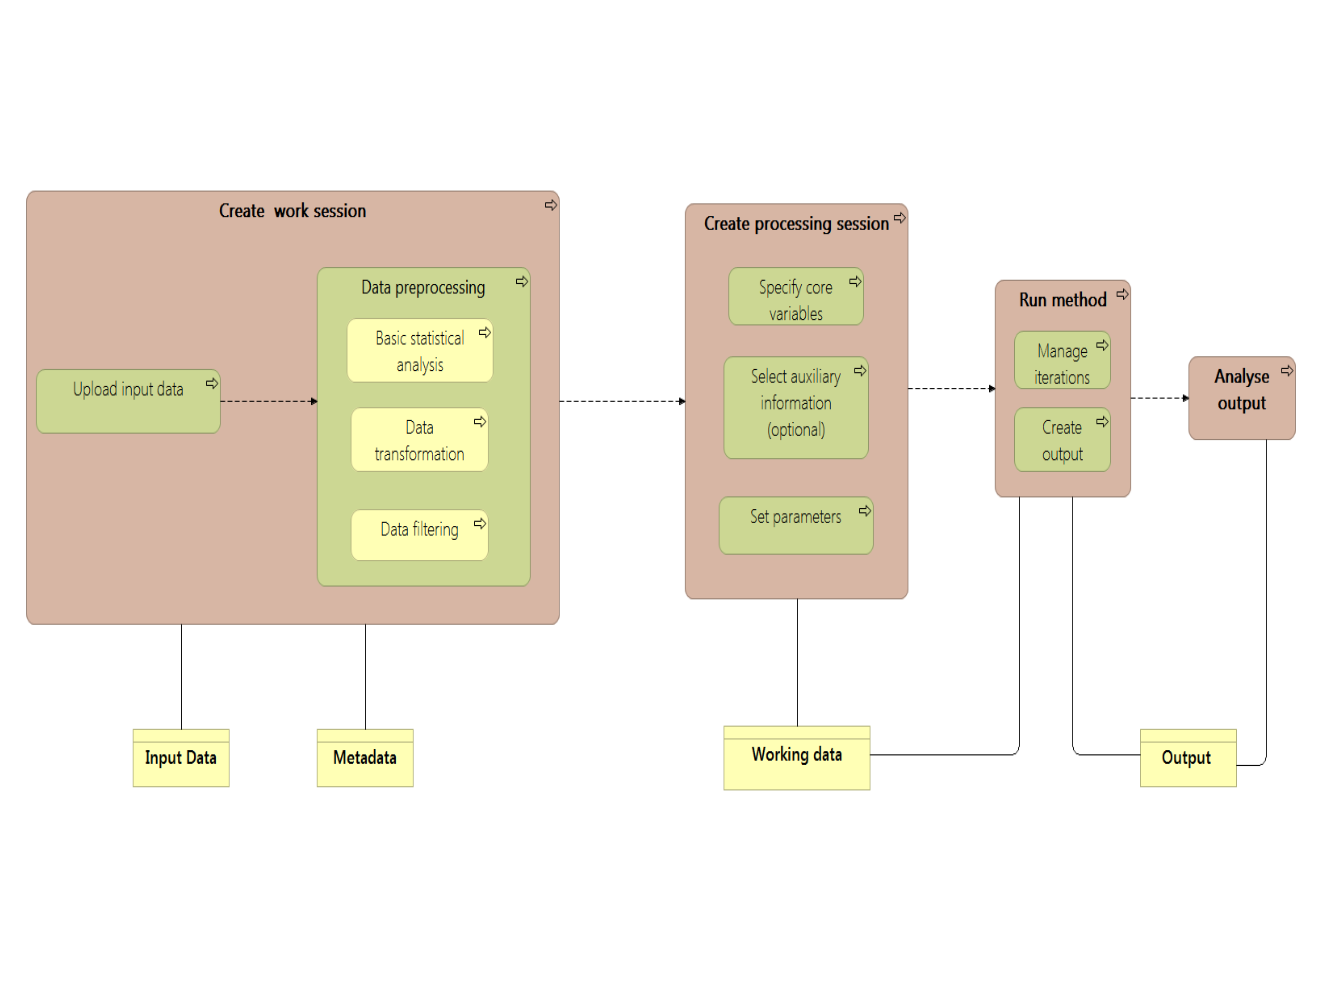 Create  work session
Upload input data
Data preprocessing
Basic statistical
analysis
Data
transformation
Data filtering
Create processing session
Specify core
variables
Select auxiliary
information
(optional)
Set parameters
Run method
Manage
iterations
Create
output
Analyse
output
Input Data
Metadata
Working data
Output